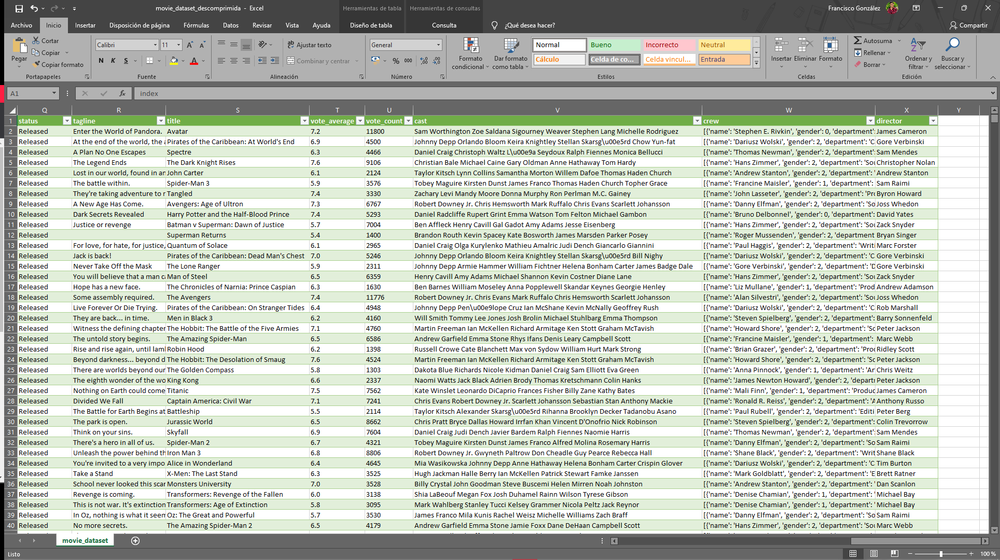 movie_dataset_descomprimida - Excel
Herramientas de tabla
Herramientas de consultas
Francisco González
Archivo Inicio Insertar Disposición de página Fórmulas Datos Revisar Vista Ayuda Diseño de tabla Consulta ¿Qué desea hacer? Compartir
Pegar
Cortar
Copiar
Copiar formato
Portapapeles
Calibri 11
N K S
Fuente
Ajustar texto
Combinar y centrar
Alineación
General
% 000
Número
Formato condicional
Dar formato como tabla
Normal Bueno Incorrecto Neutral
Cálculo Celda de co... Celda vincul... Entrada
Estilos
Insertar Eliminar Formato
Celdas
Autosuma
Rellenar
Borrar
Ordenar y filtrar
Buscar y seleccionar
Edición
A1 fx index
Q R S T U V W X Y
1 status tagline title vote_average vote_count cast crew director
2 Released Enter the World of Pandora. Avatar 7.2 11800 Sam Worthington Zoe Saldana Sigourney Weaver Stephen Lang Michelle Rodriguez [{'name': 'Stephen E. Rivkin', 'gender': 0, 'department': James Cameron
3 Released At the end of the world, the a Pirates of the Caribbean: At World's End 6.9 4500 Johnny Depp Orlando Bloom Keira Knightley Stellan Skarsg\u00e5rd Chow Yun-fat [{'name': 'Dariusz Wolski', 'gender': 2, 'department': 'C Gore Verbinski
4 Released A Plan No One Escapes Spectre 6.3 4466 Daniel Craig Christoph Waltz L\u00e9a Seydoux Ralph Fiennes Monica Bellucci [{'name': 'Thomas Newman', 'gender': 2, 'department': Sam Mendes
5 Released The Legend Ends The Dark Knight Rises 7.6 9106 Christian Bale Michael Caine Gary Oldman Anne Hathaway Tom Hardy [{'name': 'Hans Zimmer', 'gender': 2, 'department': 'Sou Christopher Nolan
6 Released Lost in our world, found in an John Carter 6.1 2124 Taylor Kitsch Lynn Collins Samantha Morton Willem Dafoe Thomas Haden Church [{'name': 'Andrew Stanton', 'gender': 2, 'department': ' Andrew Stanton
7 Released The battle within. Spider-Man 3 5.9 3576 Tobey Maguire Kirsten Dunst James Franco Thomas Haden Church Topher Grace [{'name': 'Francine Maisler', 'gender': 1, 'department': Sam Raimi
8 Released They're taking adventure to r Tangled 7.4 3330 Zachary Levi Mandy Moore Donna Murphy Ron Perlman M.C. Gainey [{'name': 'John Lasseter', 'gender': 2, 'department': 'Pro Byron Howard
9 Released A New Age Has Come. Avengers: Age of Ultron 7.3 6767 Robert Downey Jr. Chris Hemsworth Mark Ruffalo Chris Evans Scarlett Johansson [{'name': 'Danny Elfman', 'gender': 2, 'department': 'So Joss Whedon
10 Released Dark Secrets Revealed Harry Potter and the Half-Blood Prince 7.4 5293 Daniel Radcliffe Rupert Grint Emma Watson Tom Felton Michael Gambon [{'name': 'Bruno Delbonnel', 'gender': 0, 'department': David Yates
11 Released Justice or revenge Batman v Superman: Dawn of Justice 5.7 7004 Ben Affleck Henry Cavill Gal Gadot Amy Adams Jesse Eisenberg [{'name': 'Hans Zimmer', 'gender': 2, 'department': 'Sou Zack Snyder
12 Released Superman Returns 5.4 1400 Brandon Routh Kevin Spacey Kate Bosworth James Marsden Parker Posey [{'name': 'Roger Mussenden', 'gender': 2, 'department Bryan Singer
13 Released For love, for hate, for justice, Quantum of Solace 6.1 2965 Daniel Craig Olga Kurylenko Mathieu Amalric Judi Dench Giancarlo Giannini [{'name': 'Paul Haggis', 'gender': 2, 'department': 'Writi Marc Forster
14 Released Jack is back! Pirates of the Caribbean: Dead Man's Chest 7.0 5246 Johnny Depp Orlando Bloom Keira Knightley Stellan Skarsg\u00e5rd Bill Nighy [{'name': 'Dariusz Wolski', 'gender': 2, 'department': 'C Gore Verbinski
15 Released Never Take Off the Mask The Lone Ranger 5.9 2311 Johnny Depp Armie Hammer William Fichtner Helena Bonham Carter James Badge Dale [{'name': 'Gore Verbinski', 'gender': 2, 'department': 'D Gore Verbinski
16 Released You will believe that a man ca Man of Steel 6.5 6359 Henry Cavill Amy Adams Michael Shannon Kevin Costner Diane Lane [{'name': 'Hans Zimmer', 'gender': 2, 'department': 'Sou Zack Snyder
17 Released Hope has a new face. The Chronicles of Narnia: Prince Caspian 6.3 1630 Ben Barnes William Moseley Anna Popplewell Skandar Keynes Georgie Henley [{'name': 'Liz Mullane', 'gender': 1, 'department': 'Prod Andrew Adamson
18 Released Some assembly required. The Avengers 7.4 11776 Robert Downey Jr. Chris Evans Mark Ruffalo Chris Hemsworth Scarlett Johansson [{'name': 'Alan Silvestri', 'gender': 2, 'department': 'Sou Joss Whedon
19 Released Live Forever Or Die Trying. Pirates of the Caribbean: On Stranger Tides 6.4 4948 Johnny Depp Pen\u00e9lope Cruz Ian McShane Kevin McNally Geoffrey Rush [{'name': 'Dariusz Wolski', 'gender': 2, 'department': 'C Rob Marshall
20 Released They are back... in time. Men in Black 3 6.2 4160 Will Smith Tommy Lee Jones Josh Brolin Michael Stuhlbarg Emma Thompson [{'name': 'Steven Spielberg', 'gender': 2, 'department': Barry Sonnenfeld
21 Released Witness the defining chapter The Hobbit: The Battle of the Five Armies 7.1 4760 Martin Freeman Ian McKellen Richard Armitage Ken Stott Graham McTavish [{'name': 'Howard Shore', 'gender': 2, 'department': 'So Peter Jackson
22 Released The untold story begins. The Amazing Spider-Man 6.5 6586 Andrew Garfield Emma Stone Rhys Ifans Denis Leary Campbell Scott [{'name': 'Francine Maisler', 'gender': 1, 'department': Marc Webb
23 Released Rise and rise again, until lamb Robin Hood 6.2 1398 Russell Crowe Cate Blanchett Max von Sydow William Hurt Mark Strong [{'name': 'Brian Grazer', 'gender': 2, 'department': 'Proc Ridley Scott
24 Released Beyond darkness... beyond d The Hobbit: The Desolation of Smaug 7.6 4524 Martin Freeman Ian McKellen Richard Armitage Ken Stott Graham McTavish [{'name': 'Howard Shore', 'gender': 2, 'department': 'So Peter Jackson
25 Released There are worlds beyond our The Golden Compass 5.8 1303 Dakota Blue Richards Nicole Kidman Daniel Craig Sam Elliott Eva Green [{'name': 'Anna Pinnock', 'gender': 1, 'department': 'Ar Chris Weitz
26 Released The eighth wonder of the wo King Kong 6.6 2337 Naomi Watts Jack Black Adrien Brody Thomas Kretschmann Colin Hanks [{'name': 'James Newton Howard', 'gender': 2, 'departi Peter Jackson
27 Released Nothing on Earth could come Titanic 7.5 7562 Kate Winslet Leonardo DiCaprio Frances Fisher Billy Zane Kathy Bates [{'name': 'Mali Finn', 'gender': 1, 'department': 'Produc James Cameron
28 Released Divided We Fall Captain America: Civil War 7.1 7241 Chris Evans Robert Downey Jr. Scarlett Johansson Sebastian Stan Anthony Mackie [{'name': 'Ronald R. Reiss', 'gender': 2, 'department': 'A Anthony Russo
29 Released The Battle for Earth Begins at Battleship 5.5 2114 Taylor Kitsch Alexander Skarsg\u00e5rd Rihanna Brooklyn Decker Tadanobu Asano [{'name': 'Paul Rubell', 'gender': 2, 'department': 'Editi Peter Berg
30 Released The park is open. Jurassic World 6.5 8662 Chris Pratt Bryce Dallas Howard Irrfan Khan Vincent D'Onofrio Nick Robinson [{'name': 'Steven Spielberg', 'gender': 2, 'department': Colin Trevorrow
31 Released Think on your sins. Skyfall 6.9 7604 Daniel Craig Judi Dench Javier Bardem Ralph Fiennes Naomie Harris [{'name': 'Thomas Newman', 'gender': 2, 'department': Sam Mendes
32 Released There's a hero in all of us. Spider-Man 2 6.7 4321 Tobey Maguire Kirsten Dunst James Franco Alfred Molina Rosemary Harris [{'name': 'Danny Elfman', 'gender': 2, 'department': 'So Sam Raimi
33 Released Unleash the power behind th Iron Man 3 6.8 8806 Robert Downey Jr. Gwyneth Paltrow Don Cheadle Guy Pearce Rebecca Hall [{'name': 'Shane Black', 'gender': 2, 'department': 'Writ Shane Black
34 Released You're invited to a very impo Alice in Wonderland 6.4 4645 Mia Wasikowska Johnny Depp Anne Hathaway Helena Bonham Carter Crispin Glover [{'name': 'Dariusz Wolski', 'gender': 2, 'department': 'C Tim Burton
35 Released Take a Stand X-Men: The Last Stand 6.3 3525 Hugh Jackman Halle Berry Ian McKellen Patrick Stewart Famke Janssen [{'name': 'Mark Goldblatt', 'gender': 2, 'department': 'E Brett Ratner
36 Released School never looked this scar Monsters University 7.0 3528 Billy Crystal John Goodman Steve Buscemi Helen Mirren Noah Johnston [{'name': 'Andrew Stanton', 'gender': 2, 'department': ' Dan Scanlon
37 Released Revenge is coming. Transformers: Revenge of the Fallen 6.0 3138 Shia LaBeouf Megan Fox Josh Duhamel Rainn Wilson Tyrese Gibson [{'name': 'Denise Chamian', 'gender': 1, 'department': ' Michael Bay
38 Released This is not war. It's extinction Transformers: Age of Extinction 5.8 3095 Mark Wahlberg Stanley Tucci Kelsey Grammer Nicola Peltz Jack Reynor [{'name': 'Denise Chamian', 'gender': 1, 'department': ' Michael Bay
39 Released In Oz, nothing is what it seem Oz: The Great and Powerful 5.7 3530 James Franco Mila Kunis Rachel Weisz Michelle Williams Zach Braff [{'name': 'Danny Elfman', 'gender': 2, 'department': 'So Sam Raimi
40 Released No more secrets. The Amazing Spider-Man 2 6.5 4179 Andrew Garfield Emma Stone Jamie Foxx Dane DeHaan Campbell Scott [{'name': 'Hans Zimmer', 'gender': 2, 'department': 'Sou Marc Webb
movie_dataset
Listo 100 %